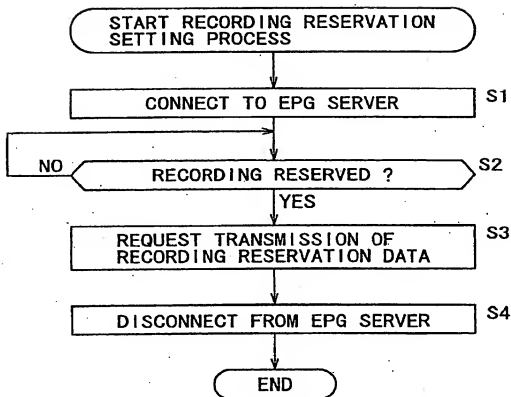 START RECORDING RESERVATION
SETTING PROCESS
CONNECT TO EPG SERVER
S1
NO
RECORDING RESERVED ?
S2
YES
REQUEST TRANSMISSION OF
RECORDING RESERVATION DATA
S3
DISCONNECT FROM EPG SERVER
S4
END